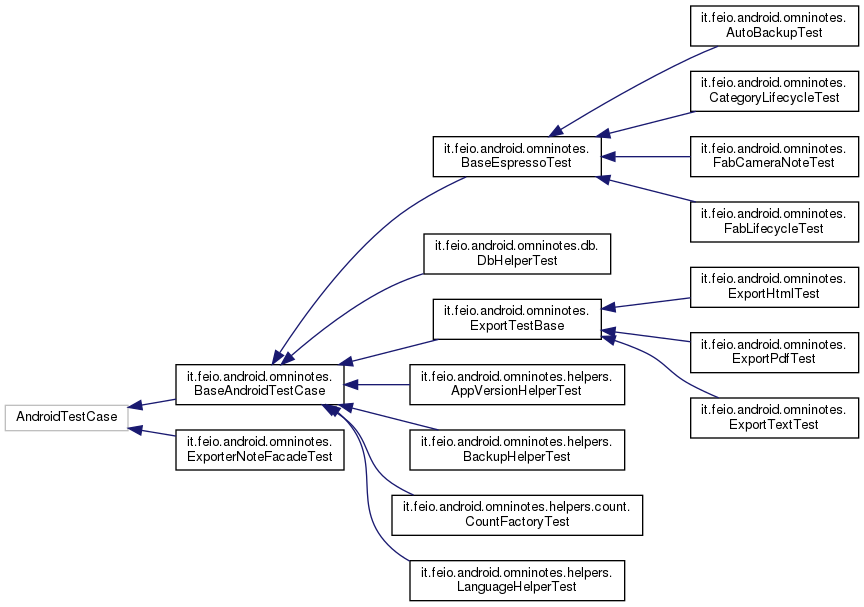 it.feio.android.omninotes.
AutoBackupTest
it.feio.android.omninotes.
CategoryLifecycleTest
it.feio.android.omninotes.
BaseEspressoTest
it.feio.android.omninotes.
FabCameraNoteTest
it.feio.android.omninotes.
FabLifecycleTest
it.feio.android.omninotes.db.
DbHelperTest
it.feio.android.omninotes.
ExportHtmlTest
it.feio.android.omninotes.
ExportTestBase
it.feio.android.omninotes.
ExportPdfTest
it.feio.android.omninotes.
BaseAndroidTestCase
it.feio.android.omninotes.helpers.
AppVersionHelperTest
it.feio.android.omninotes.
ExportTextTest
AndroidTestCase
it.feio.android.omninotes.
ExporterNoteFacadeTest
it.feio.android.omninotes.helpers.
BackupHelperTest
it.feio.android.omninotes.helpers.count.
CountFactoryTest
it.feio.android.omninotes.helpers.
LanguageHelperTest